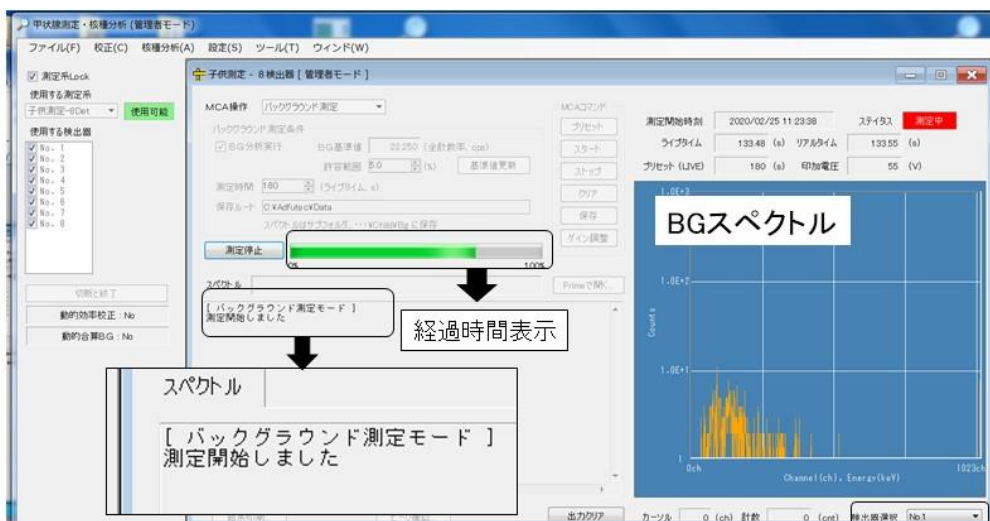 甲状腺測定・核種分析 (管理者モード)
ファイル(F) 校正(C) 核種分析(A) 設定(S) ツール(T) ウィンド(W)
測定系Lock
使用する測定系
子供測定-8Det 使用可能
使用する検出器
No. 1
No. 2
No. 3
No. 4
No. 5
No. 6
No. 7
No. 8
切断と終了
動的効率校正 : No
動的合算BG : No
子供測定 - 8検出器 [ 管理者モード ]
MCA操作 バックグラウンド測定
バックグラウンド測定条件
BG分析実行 BG基準値 22.250 (全計数率, cps)
許容範囲 5.0 (%) 基準値更新
測定時間 180 (ライブタイム, s)
保存ルート C:¥Adfutec¥Data
測定停止
0% 100%
MCAコマンド
プリセット
スタート
ストップ
クリア
保存
ゲイン調整
スペクトル
Primeで開く...
[ バックグラウンド測定モード ]
測定開始しました
経過時間表示
スペクトル
[ バックグラウンド測定モード ]
測定開始しました
出力クリア
測定開始時刻 2020/02/25 11:23:38 ステイタス 測定中
ライブタイム 133.48 (s) リアルタイム 133.55 (s)
プリセット (LIVE) 180 (s) 印加電圧 55 (V)
BGスペクトル
1.0E+3
1.0E+2
Counts
1.0E+1
1
0ch 1023ch
Channel(ch), Energy(keV)
カーソル 0 (ch) 計数 0 (cnt) 検出器選択 No.1